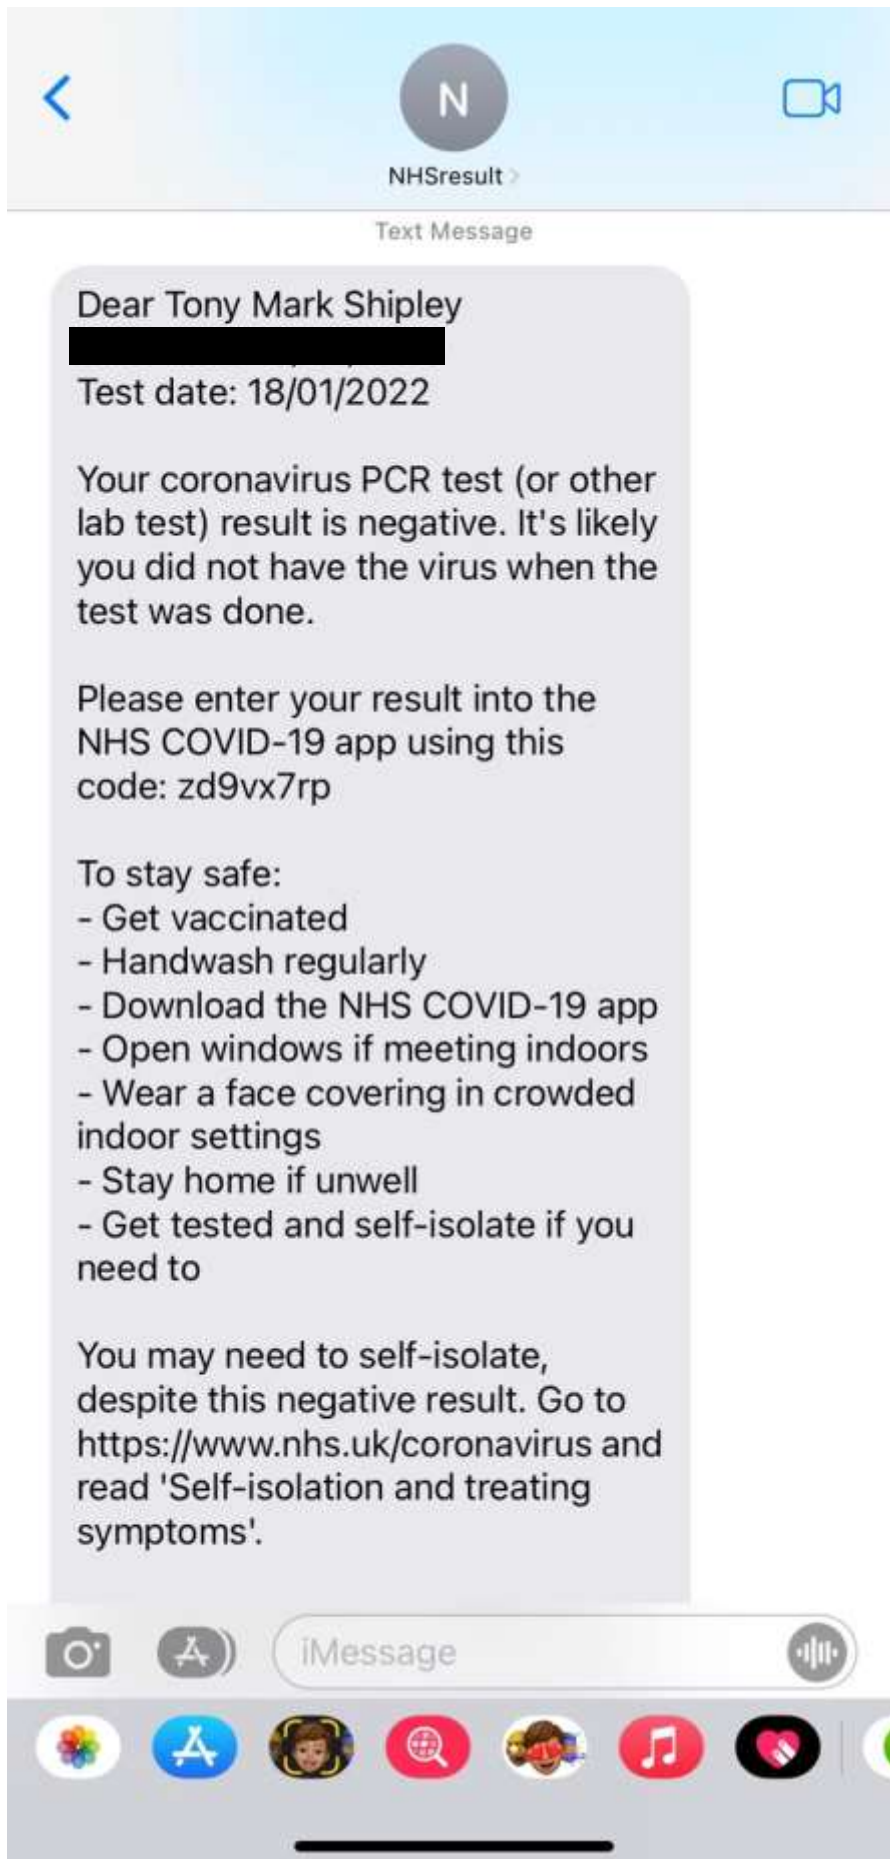 N
NHSresult
Text Message
Dear Tony Mark Shipley
Test date: 18/01/2022
Your coronavirus PCR test (or other
lab test) result is negative. It's likely
you did not have the virus when the
test was done.
Please enter your result into the
NHS COVID-19 app using this
code: zd9vx7rp
To stay safe:
- Get vaccinated
- Handwash regularly
- Download the NHS COVID-19 app
- Open windows if meeting indoors
- Wear a face covering in crowded
indoor settings
- Stay home if unwell
- Get tested and self-isolate if you
need to
You may need to self-isolate,
despite this negative result. Go to
https://www.nhs.uk/coronavirus and
read 'Self-isolation and treating
symptoms'.
iMessage